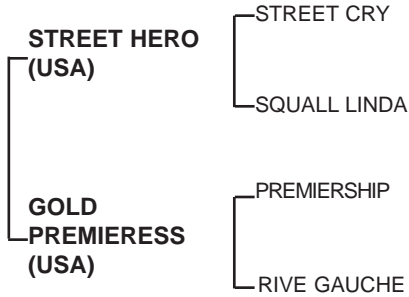 STREET CRY
STREET HERO
(USA)
SQUALL LINDA
PREMIERSHIP
GOLD
PREMIERESS
(USA)
RIVE GAUCHE